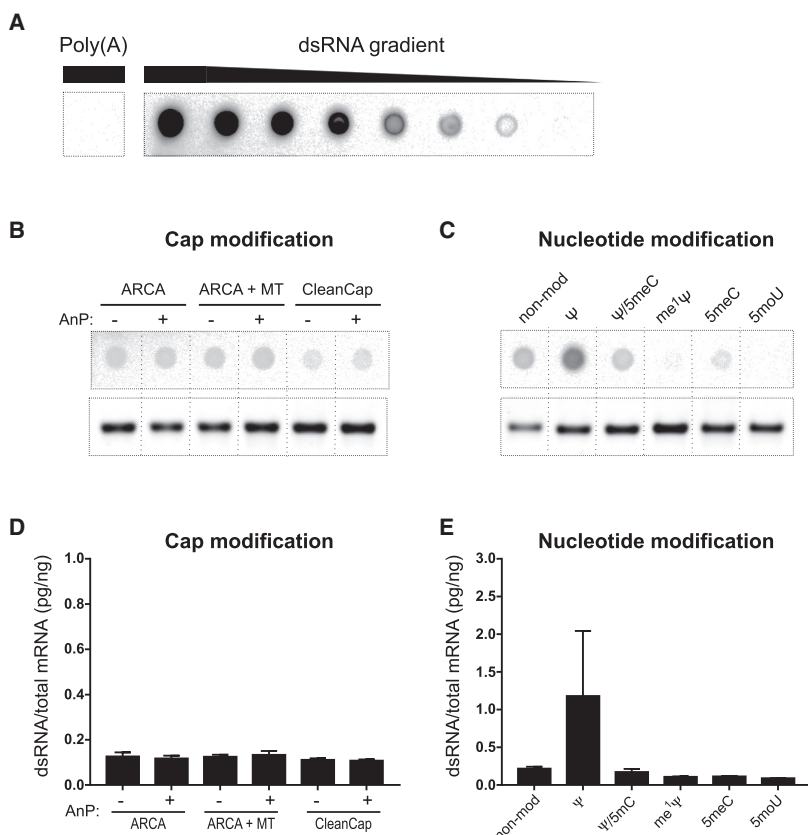 A
Poly(A) dsRNA gradient
B
Cap modification
ARCA ARCA + MT CleanCap
AnP: - + - + - +
C
Nucleotide modification
non-mod Ψ Ψ/5meC me¹Ψ 5meC 5moU
D
Cap modification
dsRNA/total mRNA (pg/ng)
1.0
0.8
0.6
0.4
0.2
0.0
AnP: - + - + - +
ARCA ARCA + MT CleanCap
E
Nucleotide modification
dsRNA/total mRNA (pg/ng)
3.0
2.5
2.0
1.5
1.0
0.5
0.0
non-mod Ψ Ψ/5mC me¹Ψ 5meC 5moU